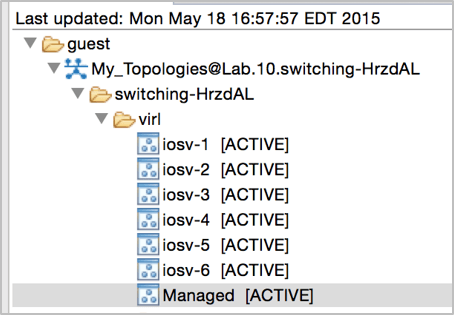 Last updated: Mon May 18 16:57:57 EDT 2015
guest
My_Topologies@Lab.10.switching-HrzdAL
switching-HrzdAL
virl
iosv-1 [ACTIVE]
iosv-2 [ACTIVE]
iosv-3 [ACTIVE]
iosv-4 [ACTIVE]
iosv-5 [ACTIVE]
iosv-6 [ACTIVE]
Managed [ACTIVE]